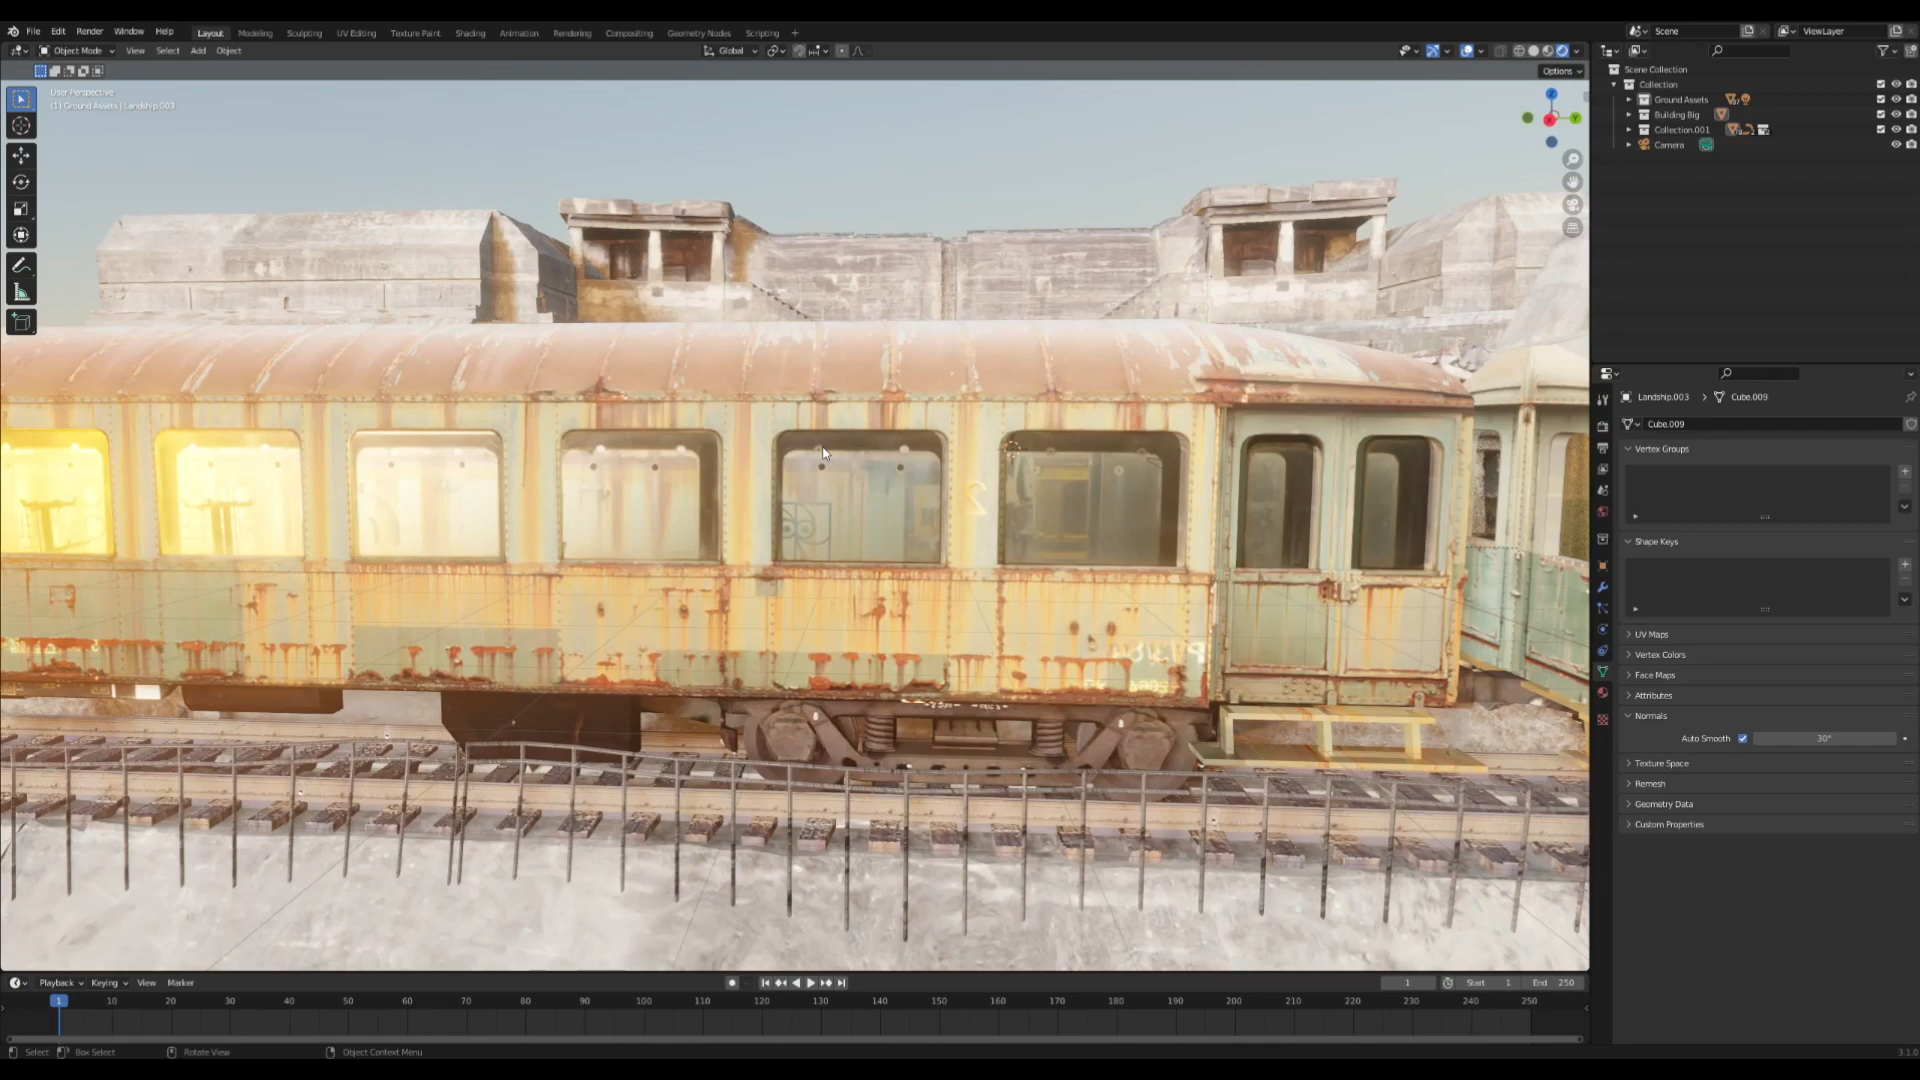 File Edit Render Window Help Layout Modeling Sculpting UV Editing Texture Paint Shading Animation Rendering Compositing Geometry Nodes Scripting + Scene ViewLayer
Object Mode View Select Add Object Global
Options
User Perspective
(1) Ground Assets | Landship.003
Z
Y
X
Scene Collection
Collection
Ground Assets
Building Big
Collection.001
Camera
Landship.003 > Cube.009
Cube.009
Vertex Groups
Shape Keys
UV Maps
Vertex Colors
Face Maps
Attributes
Normals
Auto Smooth 30°
Texture Space
Remesh
Geometry Data
Custom Properties
2
Playback Keying View Marker 1 Start 1 End 250
1 10 20 30 40 50 60 70 80 90 100 110 120 130 140 150 160 170 180 190 200 210 220 230 240 250
Select Box Select Rotate View Object Context Menu 3.1.0